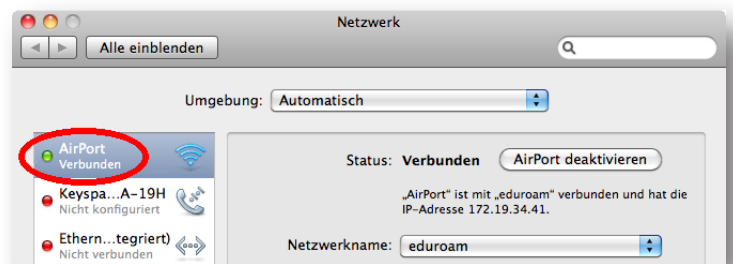 Netzwerk
Alle einblenden
Umgebung: Automatisch
AirPort
Verbunden
Status: Verbunden AirPort deaktivieren
„AirPort“ ist mit „eduroam“ verbunden und hat die
IP-Adresse 172.19.34.41.
Keyspa...A-19H
Nicht konfiguriert
Ethern...tegriert)
Nicht verbunden
Netzwerkname: eduroam